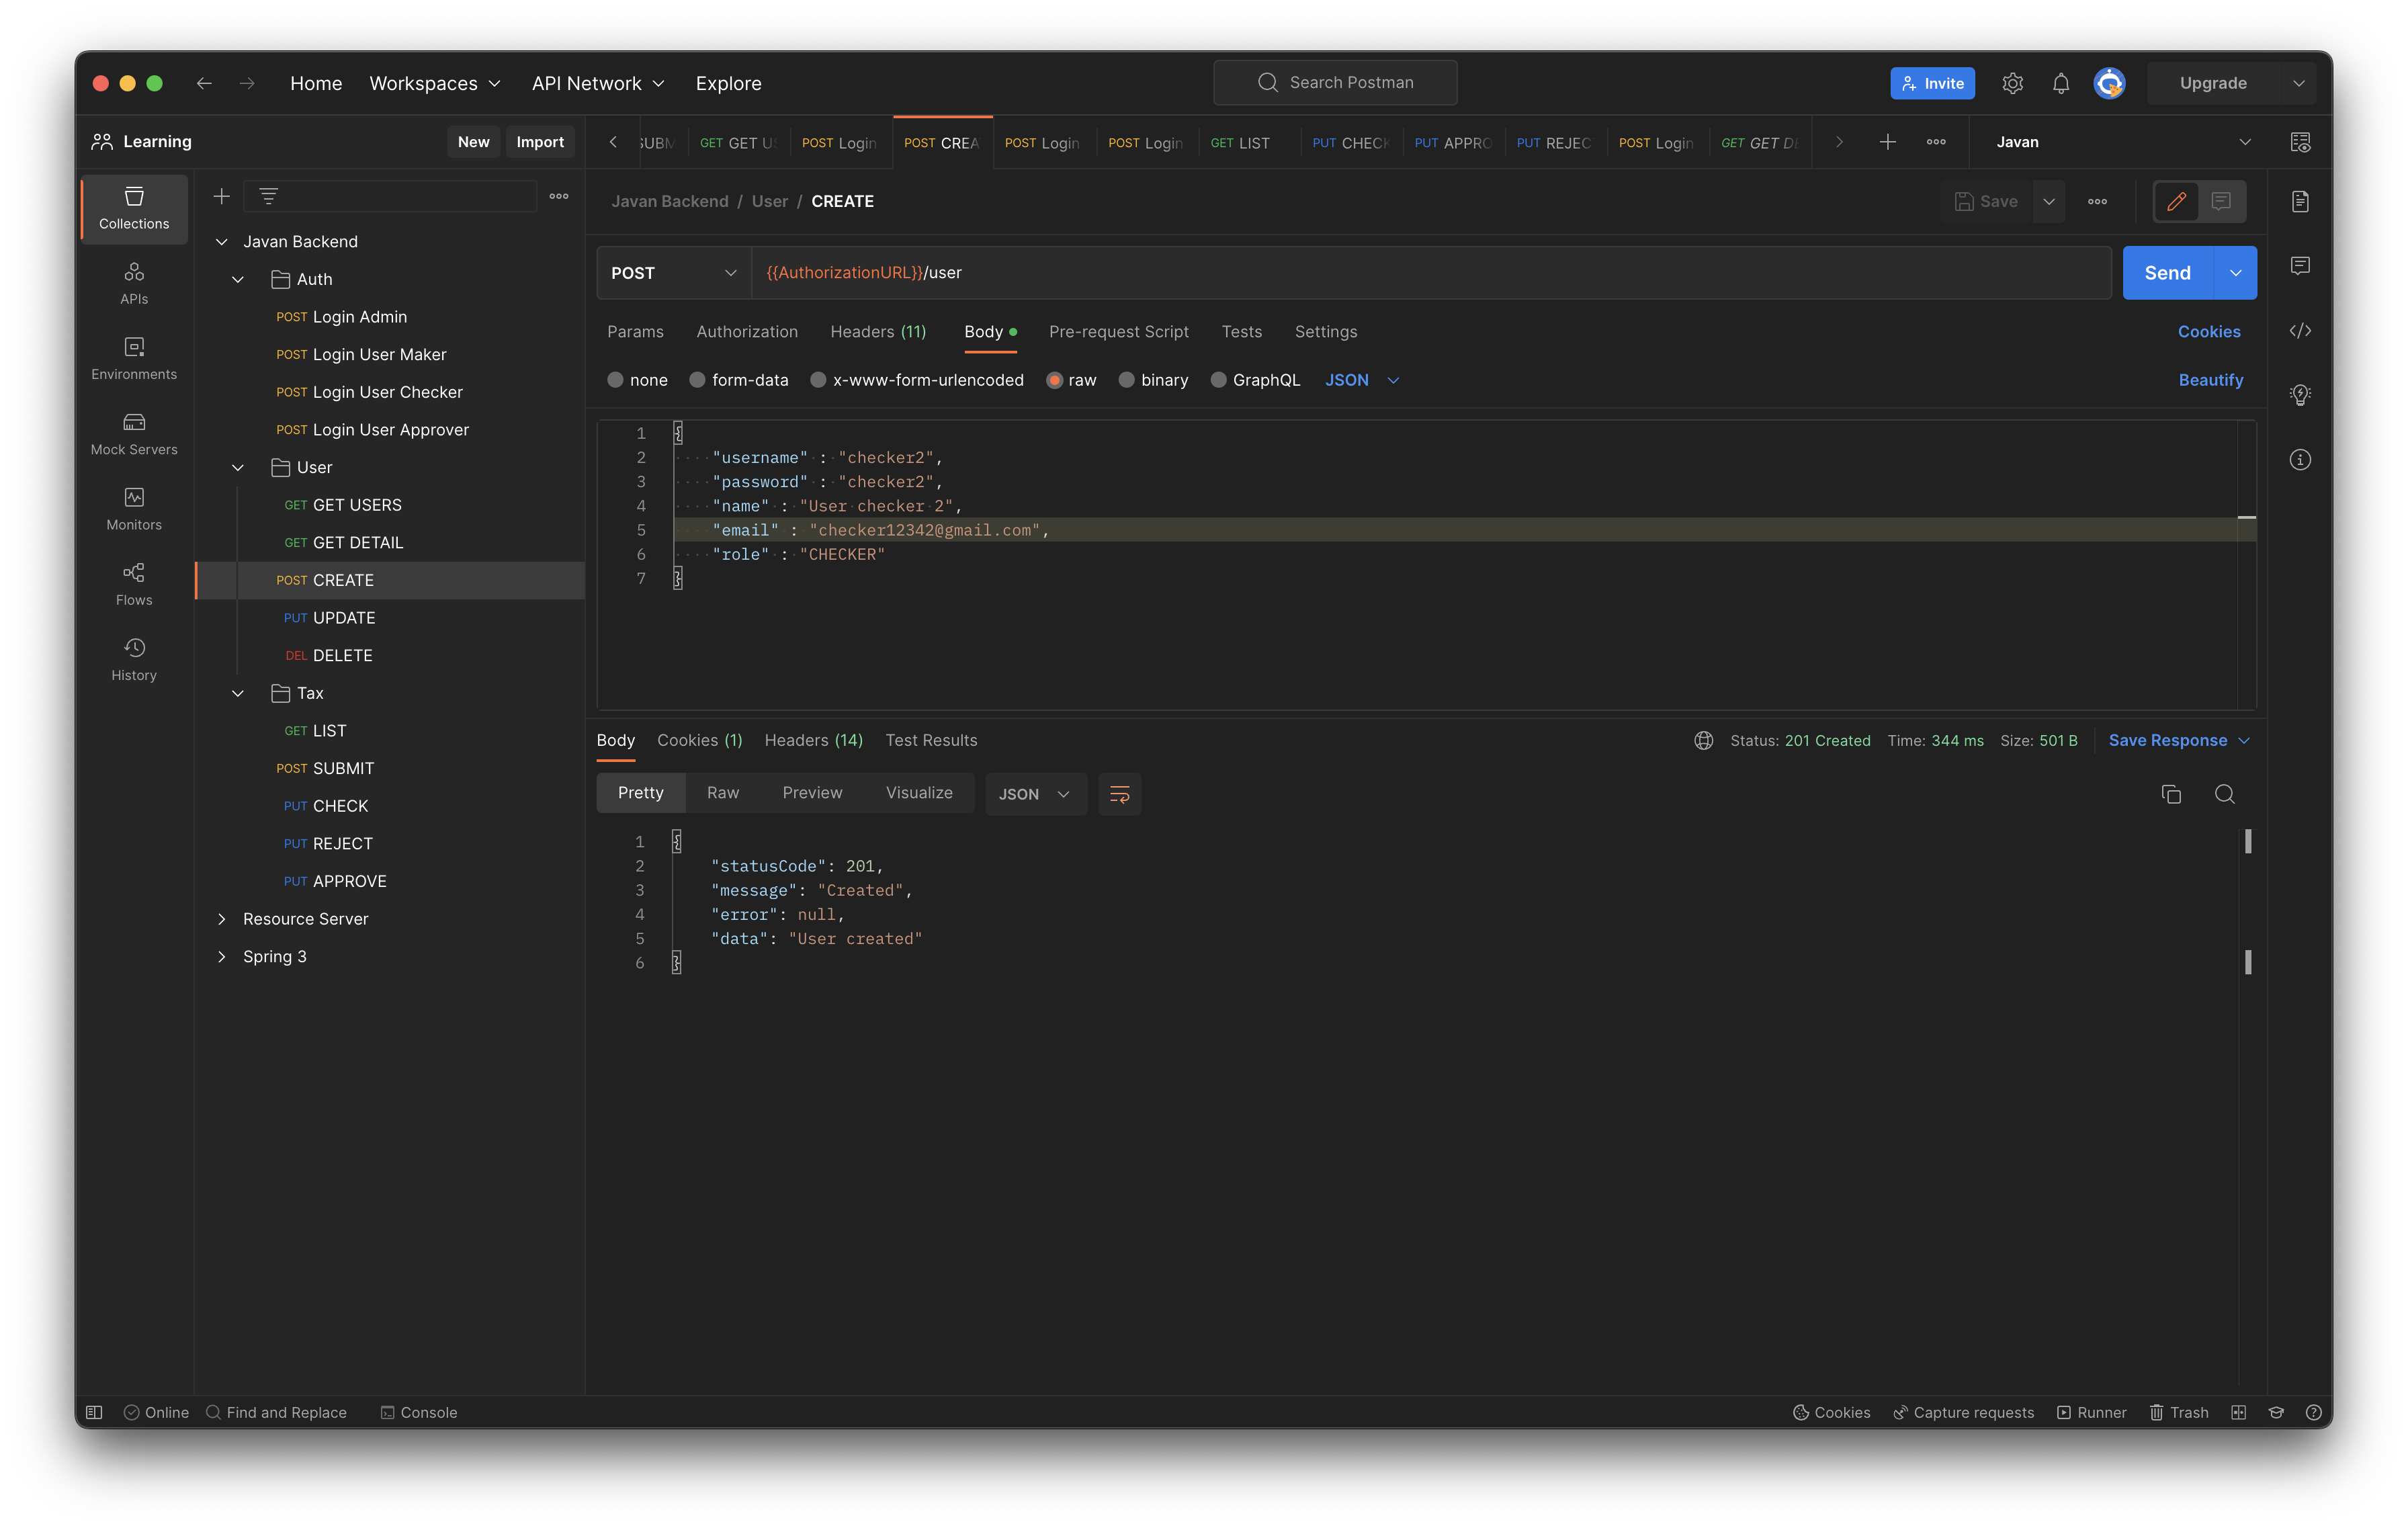 Home Workspaces API Network Explore
Search Postman
Invite
Upgrade
Learning
New Import
SUBM
GET GET US
POST Login
POST CREA
POST Login
POST Login
GET LIST
PUT CHECK
PUT APPRO
PUT REJEC
POST Login
GET GET DE
Javan
Collections
APIs
Environments
Mock Servers
Monitors
Flows
History
Javan Backend
Auth
POST Login Admin
POST Login User Maker
POST Login User Checker
POST Login User Approver
User
GET GET USERS
GET GET DETAIL
POST CREATE
PUT UPDATE
DEL DELETE
Tax
GET LIST
POST SUBMIT
PUT CHECK
PUT REJECT
PUT APPROVE
Resource Server
Spring 3
Javan Backend / User / CREATE
Save
POST {{AuthorizationURL}}/user
Send
Params Authorization Headers (11) Body Pre-request Script Tests Settings
Cookies
none form-data x-www-form-urlencoded raw binary GraphQL JSON
Beautify
1 {
2 "username" : "checker2",
3 "password" : "checker2",
4 "name" : "User checker 2",
5 "email" : "checker12342@gmail.com",
6 "role" : "CHECKER"
7 }
Body Cookies (1) Headers (14) Test Results
Status: 201 Created Time: 344 ms Size: 501 B Save Response
Pretty Raw Preview Visualize JSON
1 {
2 "statusCode": 201,
3 "message": "Created",
4 "error": null,
5 "data": "User created"
6 }
Online Find and Replace Console
Cookies Capture requests Runner Trash